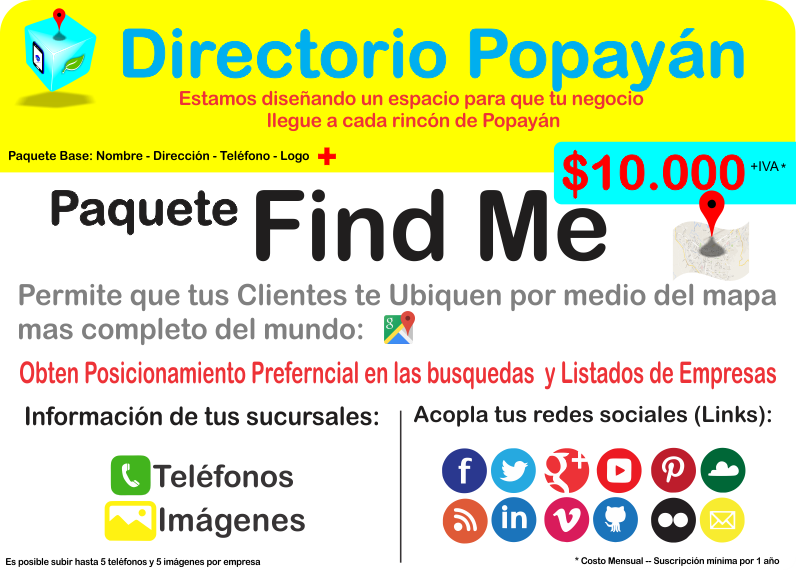 Directorio Popayán
Estamos diseñando un espacio para que tu negocio
llegue a cada rincón de Popayán
Paquete Base: Nombre - Dirección - Teléfono - Logo
$10.000 +IVA *
Paquete Find Me
Permite que tus Clientes te Ubiquen por medio del mapa
mas completo del mundo:
Obten Posicionamiento Preferncial en las busquedas y Listados de Empresas
Información de tus sucursales:
Teléfonos
Imágenes
Es posible subir hasta 5 teléfonos y 5 imágenes por empresa
Acopla tus redes sociales (Links):
* Costo Mensual -- Suscripción mínima por 1 año